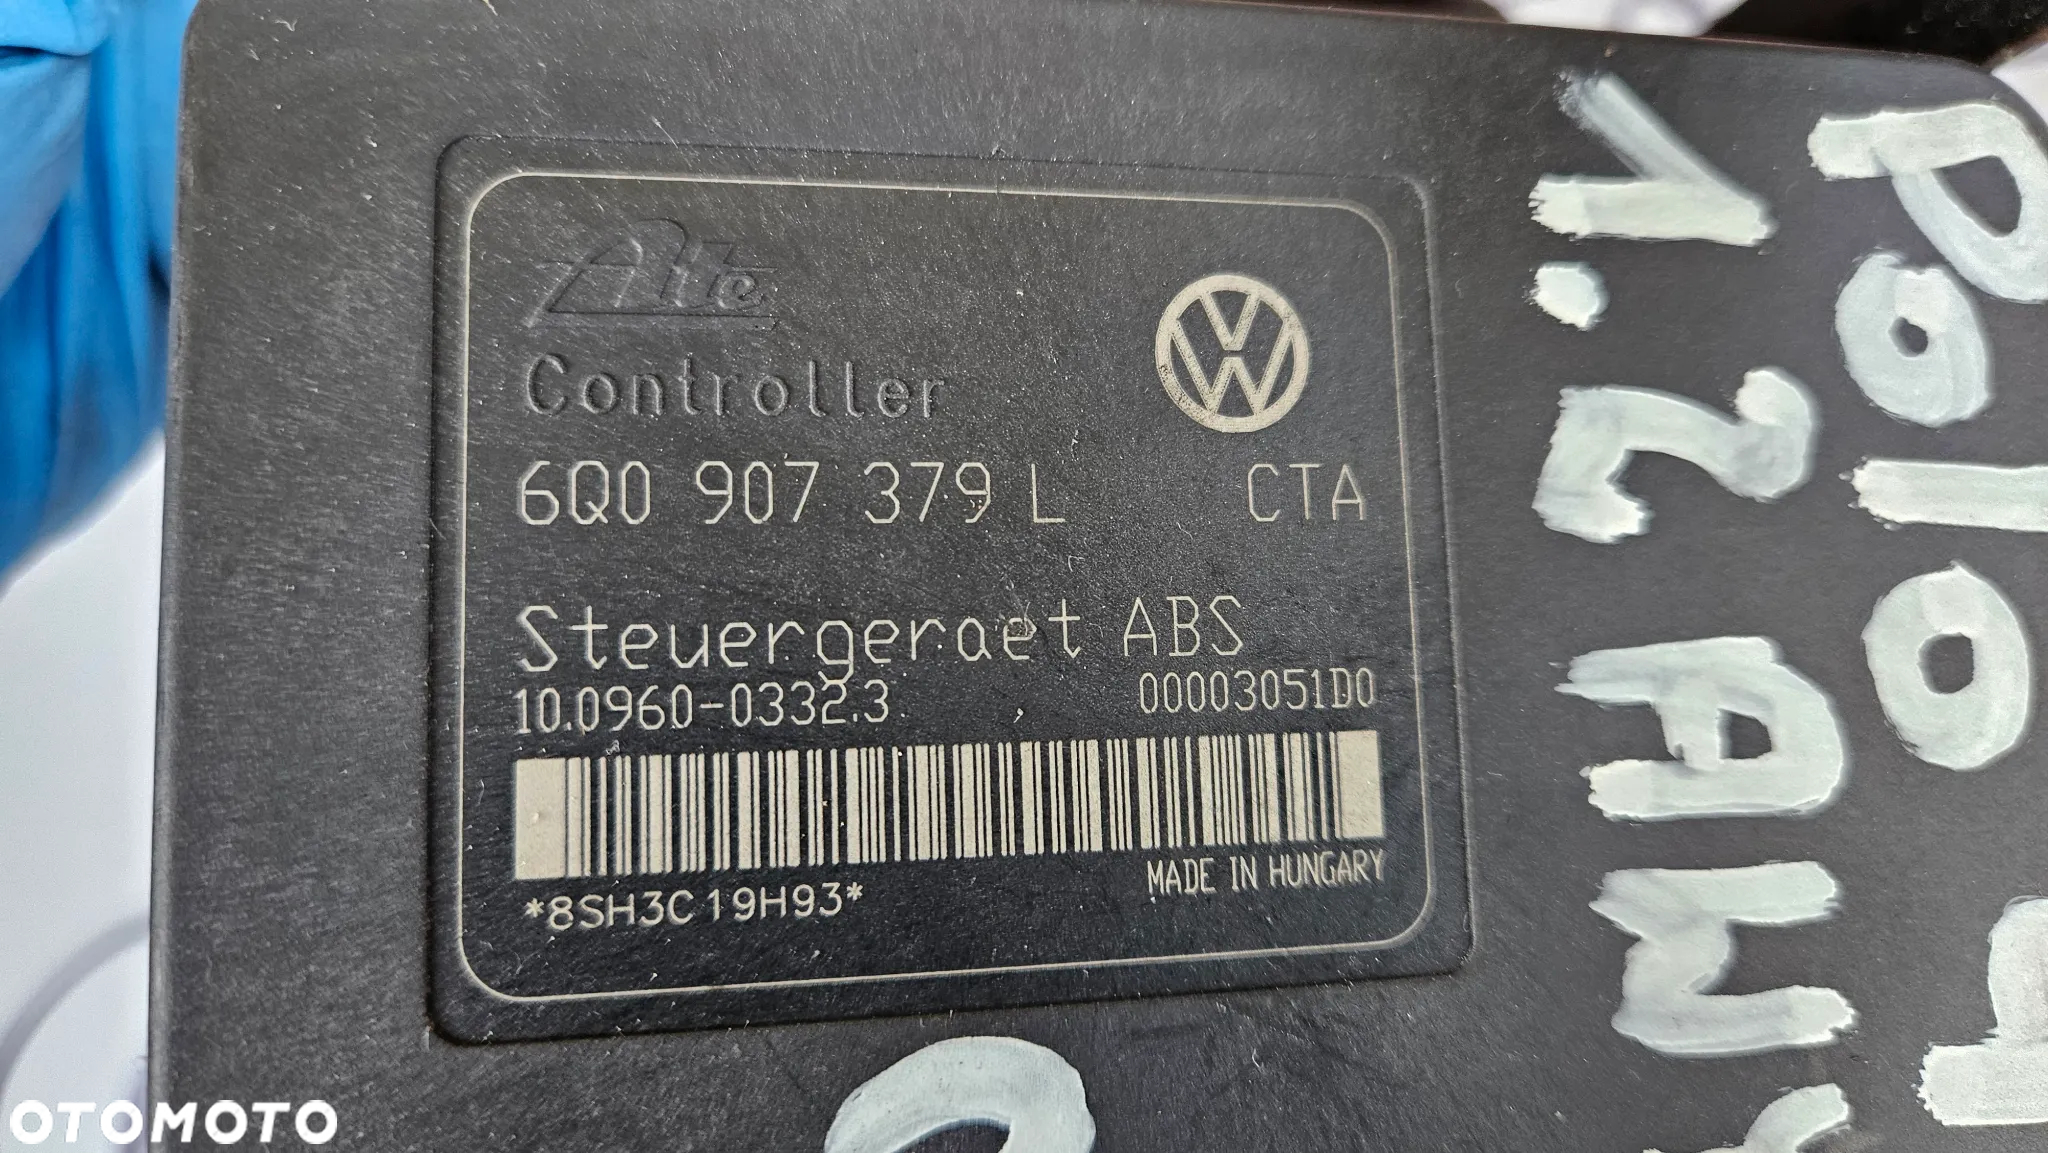 Ate
Controller
6Q0 907 379 L CTA
Steuergeraet ABS
10.0960-0332.3 00003051D0
*8SH3C19H93*
MADE IN HUNGARY
Polo
1.2
OTOMOTO